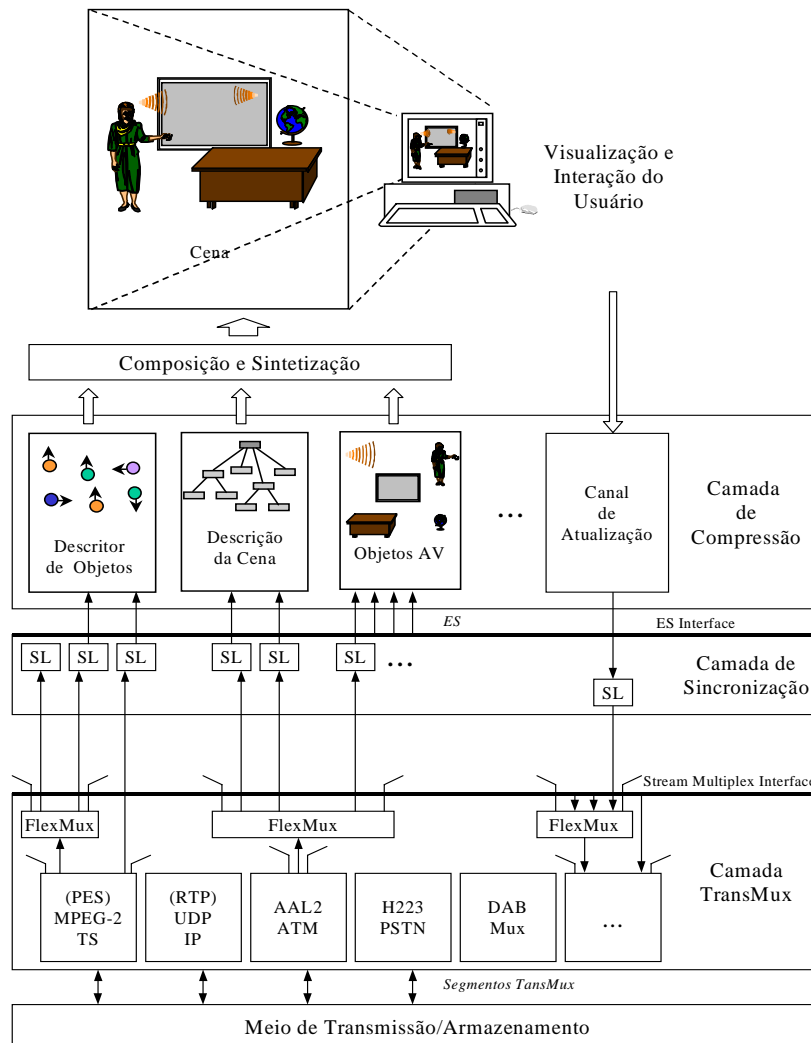 Cena
Visualização e
Interação do
Usuário
Composição e Sintetização
Descritor
de Objetos
Descrição
da Cena
Objetos AV
...
Canal
de
Atualização
Camada
de
Compressão
ES
ES Interface
SL
SL
SL
SL
SL
SL
...
SL
Camada de
Sincronização
Stream Multiplex Interface
FlexMux
FlexMux
FlexMux
(PES)
MPEG-2
TS
(RTP)
UDP
IP
AAL2
ATM
H223
PSTN
DAB
Mux
...
Camada
TransMux
Segmentos TansMux
Meio de Transmissão/Armazenamento